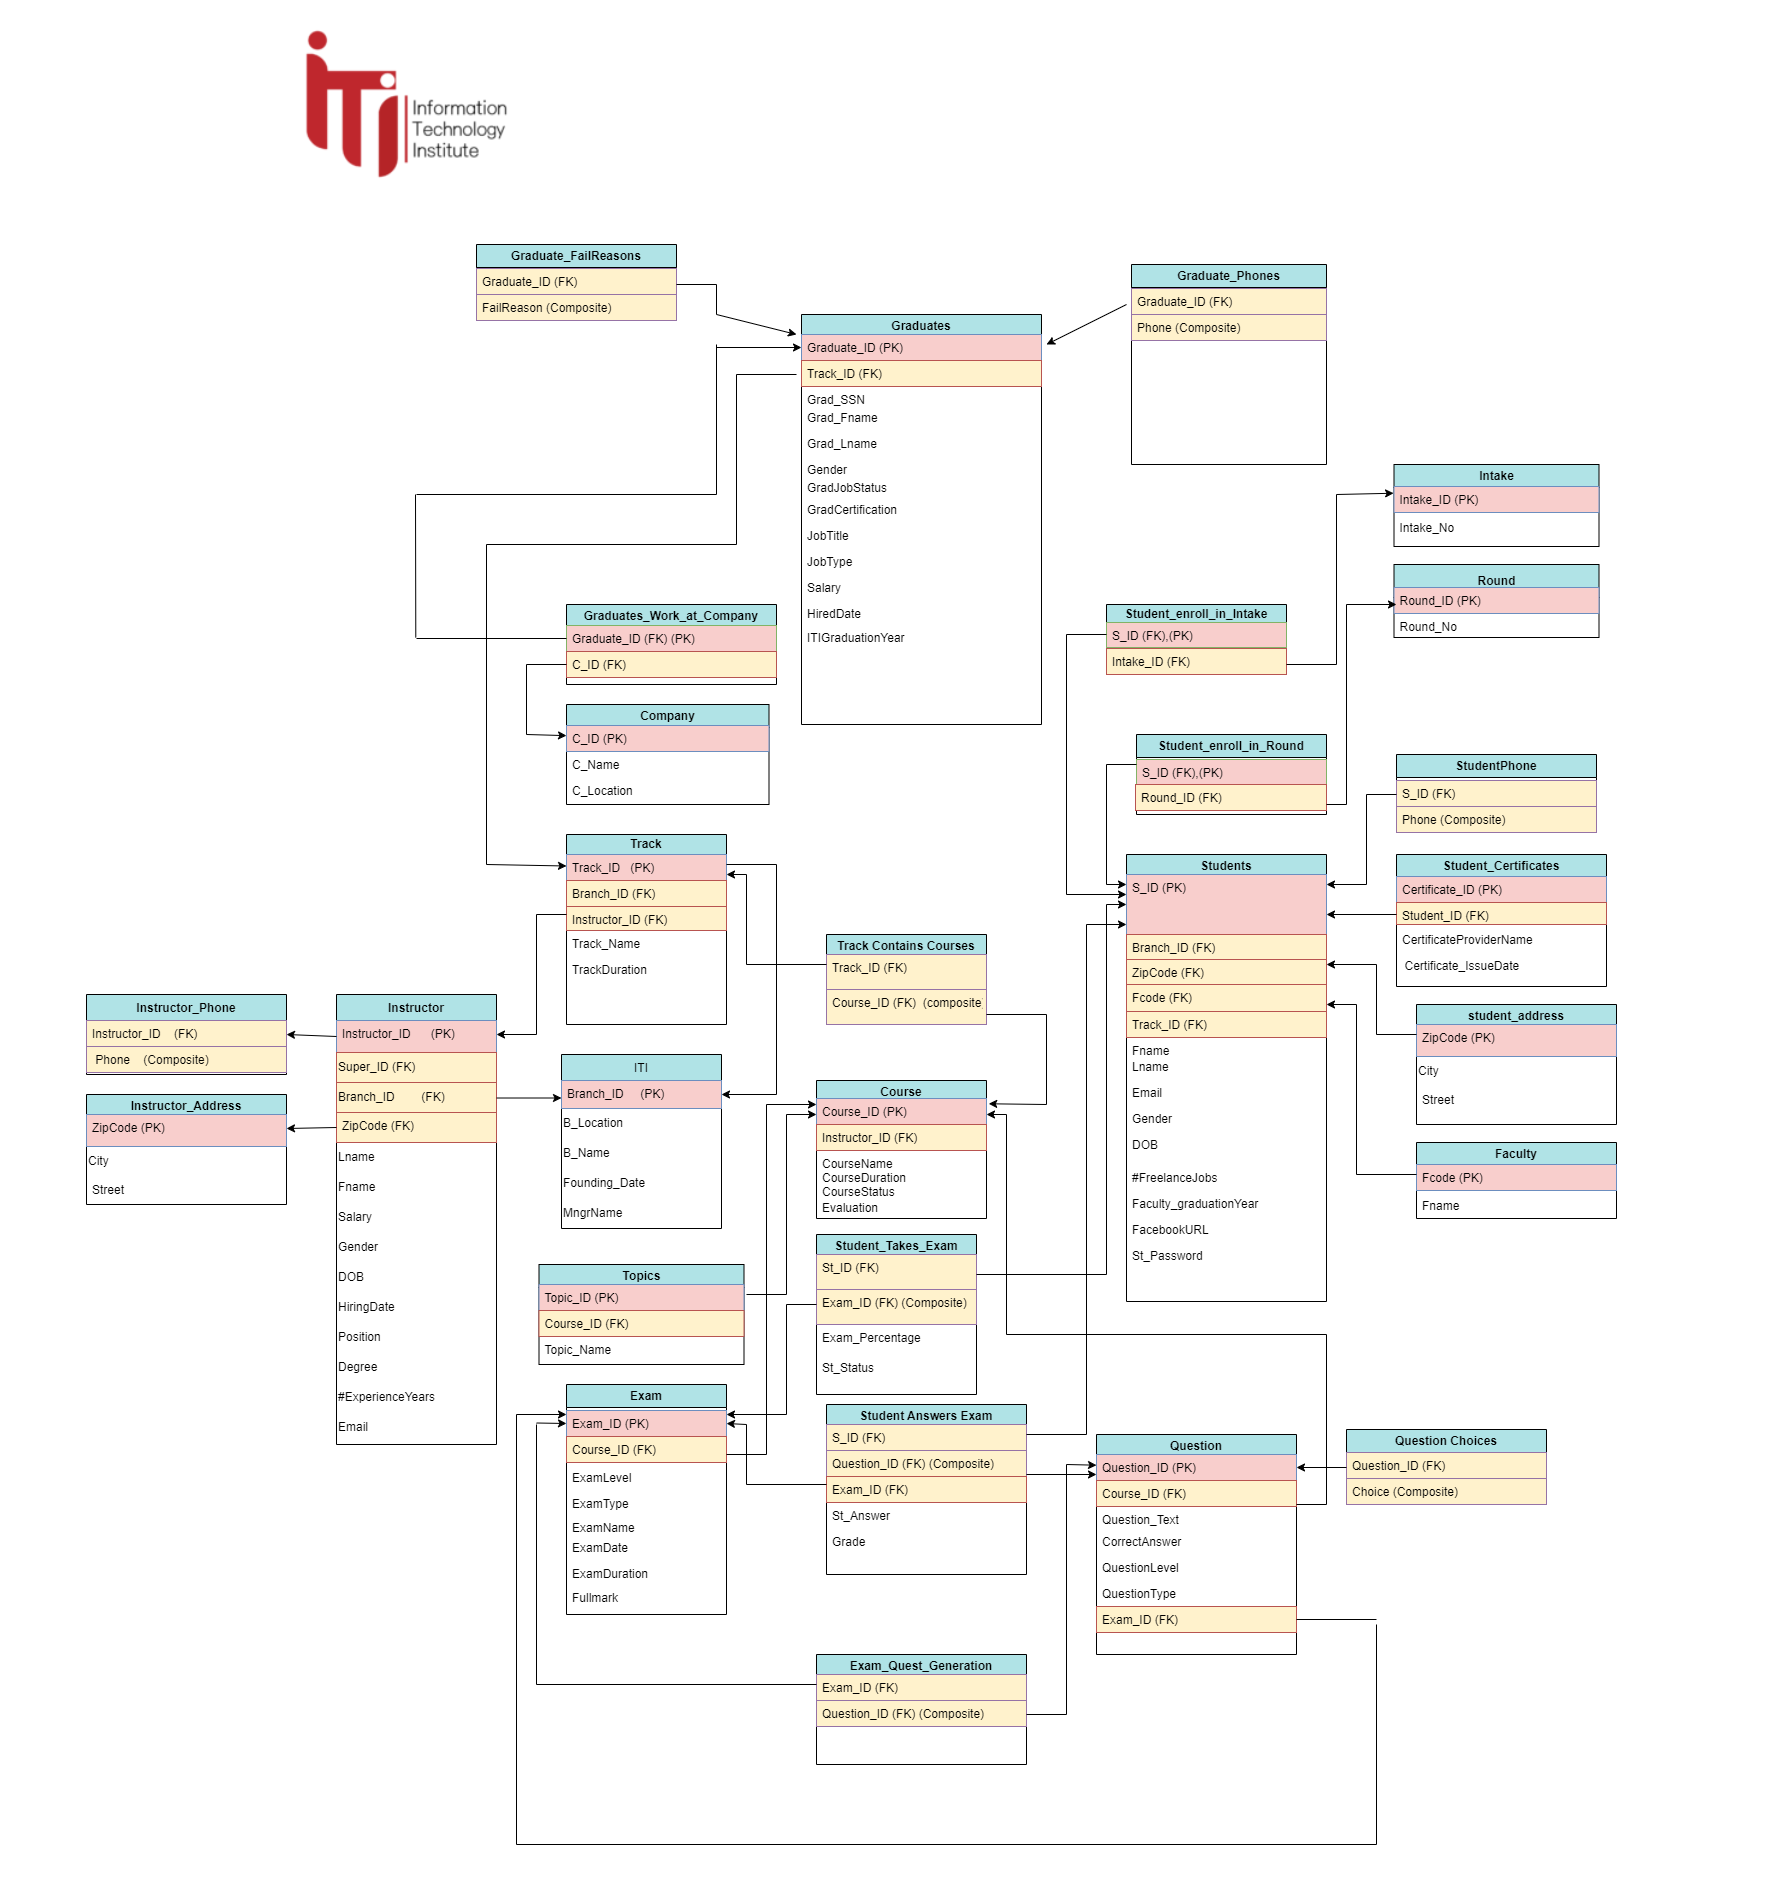 Information
Technology
Institute
Graduate_FailReasons
Graduate_ID (FK)
FailReason (Composite)
Graduate_Phones
Graduate_ID (FK)
Phone (Composite)
Graduates
Graduate_ID (PK)
Track_ID (FK)
Grad_SSN
Grad_Fname
Grad_Lname
Gender
GradJobStatus
GradCertification
JobTitle
JobType
Salary
HiredDate
ITIGraduationYear
Intake
Intake_ID (PK)
Intake_No
Round
Round_ID (PK)
Round_No
Graduates_Work_at_Company
Graduate_ID (FK) (PK)
C_ID (FK)
Student_enroll_in_Intake
S_ID (FK),(PK)
Intake_ID (FK)
Company
C_ID (PK)
C_Name
C_Location
Student_enroll_in_Round
S_ID (FK),(PK)
Round_ID (FK)
StudentPhone
S_ID (FK)
Phone (Composite)
Track
Track_ID (PK)
Branch_ID (FK)
Instructor_ID (FK)
Track_Name
TrackDuration
Students
S_ID (PK)
Branch_ID (FK)
ZipCode (FK)
Fcode (FK)
Track_ID (FK)
Fname
Lname
Email
Gender
DOB
#FreelanceJobs
Faculty_graduationYear
FacebookURL
St_Password
Student_Certificates
Certificate_ID (PK)
Student_ID (FK)
CertificateProviderName
Certificate_IssueDate
Track Contains Courses
Track_ID (FK)
Course_ID (FK) (composite)
Instructor_Phone
Instructor_ID (FK)
Phone (Composite)
Instructor
Instructor_ID (PK)
Super_ID (FK)
Branch_ID (FK)
ZipCode (FK)
Lname
Fname
Salary
Gender
DOB
HiringDate
Position
Degree
#ExperienceYears
Email
student_address
ZipCode (PK)
City
Street
Instructor_Address
ZipCode (PK)
City
Street
ITI
Branch_ID (PK)
B_Location
B_Name
Founding_Date
MngrName
Course
Course_ID (PK)
Instructor_ID (FK)
CourseName
CourseDuration
CourseStatus
Evaluation
Faculty
Fcode (PK)
Fname
Student_Takes_Exam
St_ID (FK)
Exam_ID (FK) (Composite)
Exam_Percentage
St_Status
Topics
Topic_ID (PK)
Course_ID (FK)
Topic_Name
Exam
Exam_ID (PK)
Course_ID (FK)
ExamLevel
ExamType
ExamName
ExamDate
ExamDuration
Fullmark
Student Answers Exam
S_ID (FK)
Question_ID (FK) (Composite)
Exam_ID (FK)
St_Answer
Grade
Question
Question_ID (PK)
Course_ID (FK)
Question_Text
CorrectAnswer
QuestionLevel
QuestionType
Exam_ID (FK)
Question Choices
Question_ID (FK)
Choice (Composite)
Exam_Quest_Generation
Exam_ID (FK)
Question_ID (FK) (Composite)